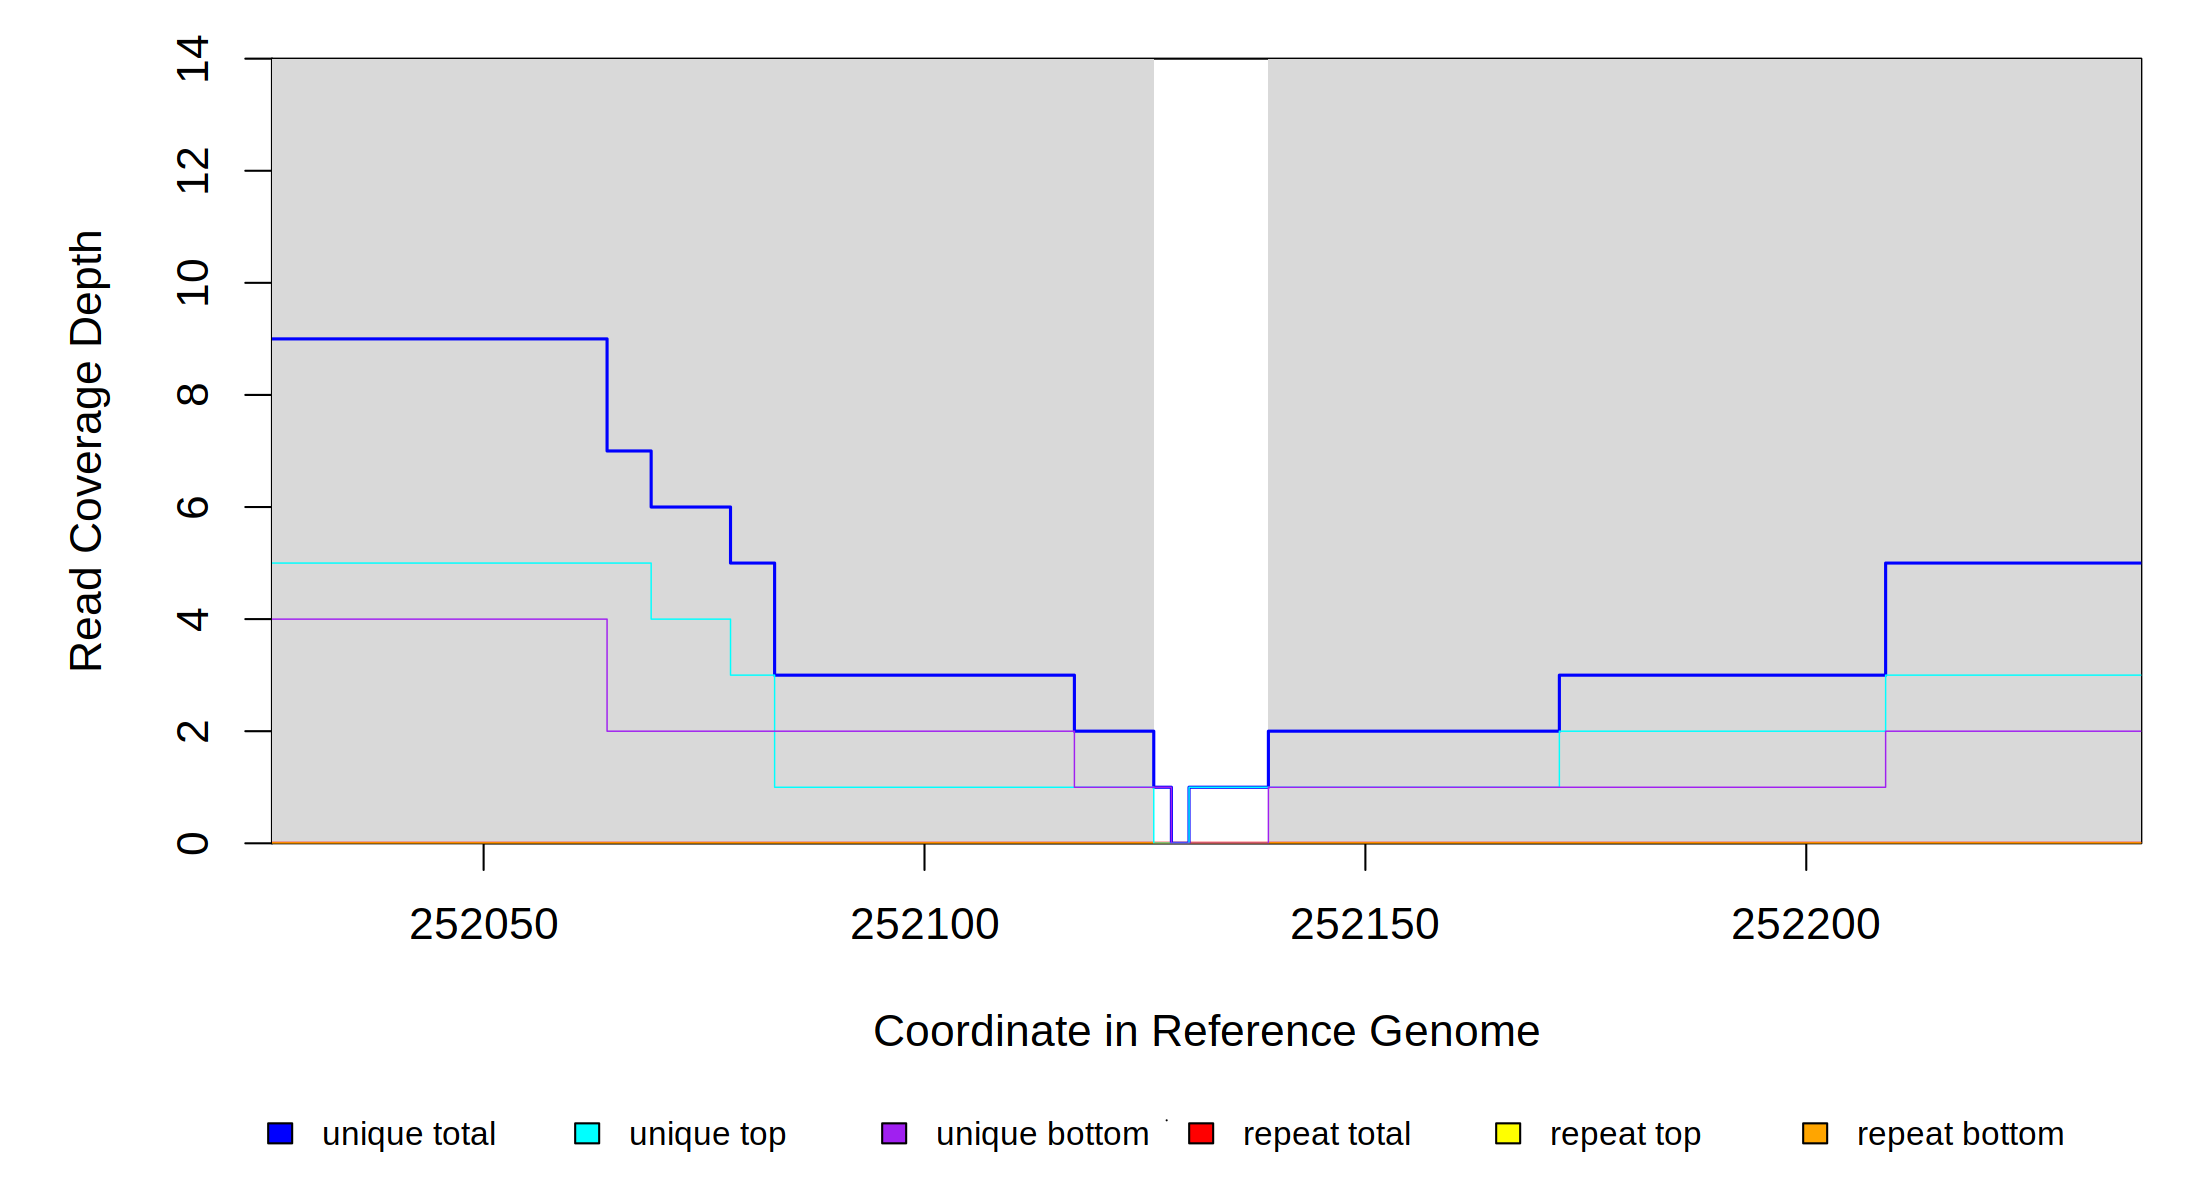 14
12
10
8
6
4
2
0
Read Coverage Depth
252050 252100 252150 252200
Coordinate in Reference Genome
unique total unique top unique bottom repeat total repeat top repeat bottom